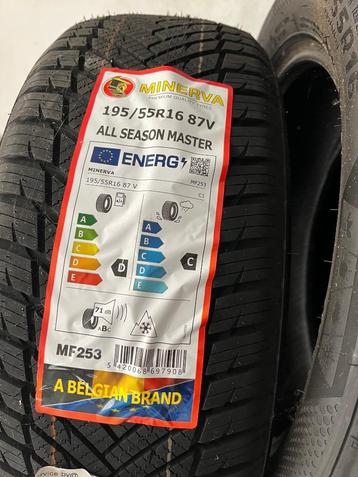 MINERVA
PREMIUM QUALITY TYRES
195/55R16 87V
ALL SEASON MASTER
ENERG
MINERVA
195/55R16 87 V
MF253
C1
A
B
C
D
E
D
A
B
C
D
E
C
71 dB
ABC
MF253
5 420068 697908
A BELGIAN BRAND